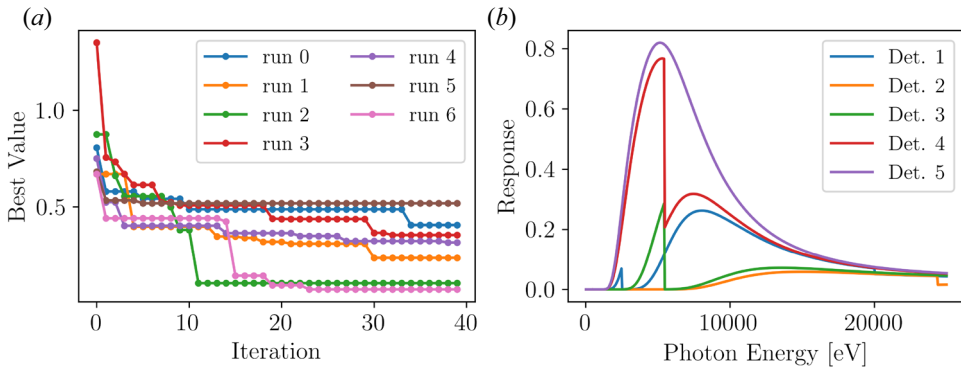 (a)
Best Value
1.0
0.5
run 0
run 1
run 2
run 3
run 4
run 5
run 6
0 10 20 30 40
Iteration
(b)
Response
0.8
0.6
0.4
0.2
0.0
Det. 1
Det. 2
Det. 3
Det. 4
Det. 5
0 10000 20000
Photon Energy [eV]